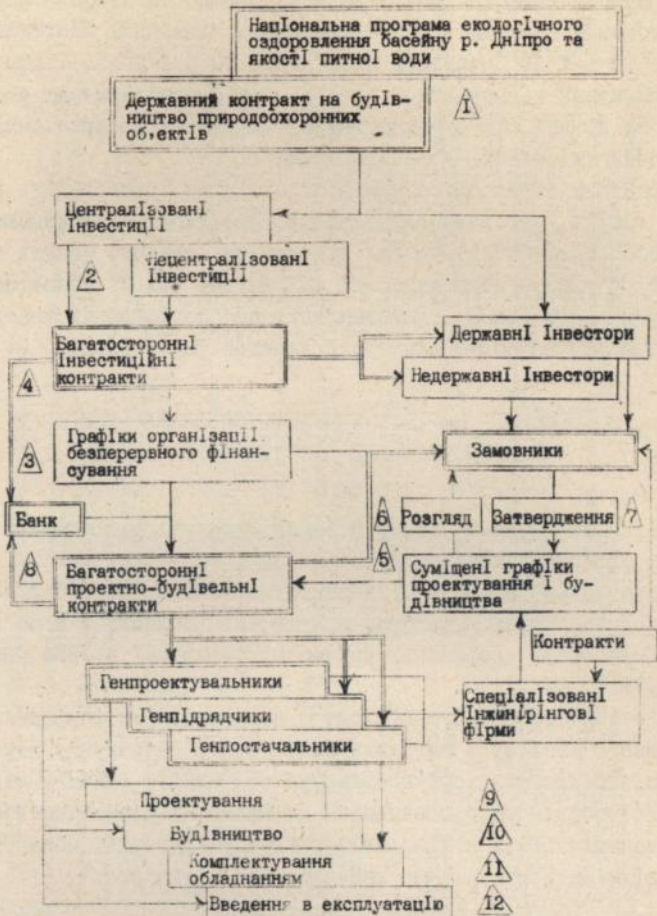 НацІональна програма екологІчного
оздоровлення басейну р. ДнІпро та
якостІ питної води
Державний контракт на будІв-
ництво природоохоронних
об,єктІв
I
ЦентралІзованІ
ІнвестицІї
НецентралІзованІ
ІнвестицІї
2
БагатостороннІ
ІнвестицІйнІ
контракти
4
ДержавнІ Інвестори
НедержавнІ Інвестори
ГрафІки органІзацІї
безперервного фІнан-
сування
3
Замовники
Банк
6
Розгляд
Затвердження
7
8
БагатостороннІ
проектно-будІвельнІ
контракти
5
СумІщенІ графІки
проектування І бу-
дІвництва
Контракти
Генпроектувальники
ГенпІдрядчики
Генпостачальники
СпецІалІзованІ
ІнжинІрІнговІ
фІрми
Проектування
9
БудІвництво
10
Комплектування
обладнанням
11
Введення в експлуатацІю
12